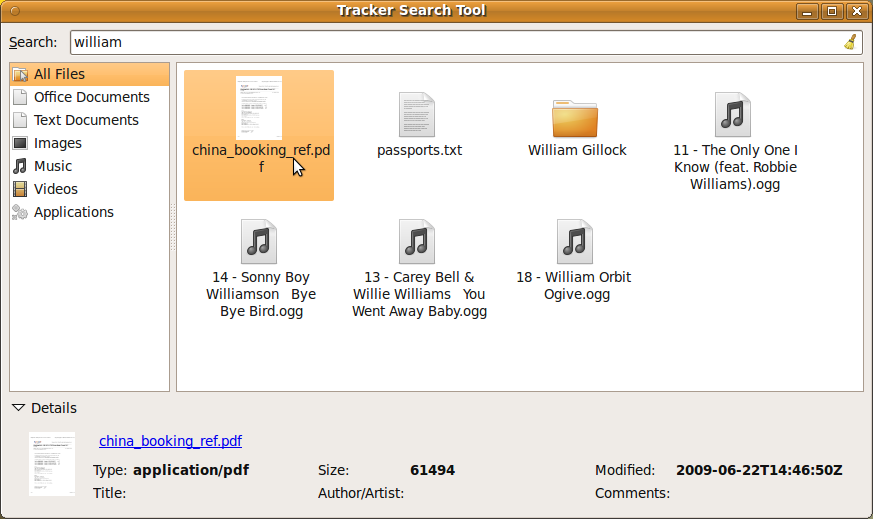 Tracker Search Tool
Search: william
All Files
Office Documents
Text Documents
Images
Music
Videos
Applications
china_booking_ref.pd
f
passports.txt
William Gillock
11 - The Only One I
Know (feat. Robbie
Williams).ogg
14 - Sonny Boy
Williamson   Bye
Bye Bird.ogg
13 - Carey Bell &
Willie Williams   You
Went Away Baby.ogg
18 - William Orbit
Ogive.ogg
Details
china_booking_ref.pdf
Type: application/pdf Size: 61494 Modified: 2009-06-22T14:46:50Z
Title: Author/Artist: Comments: